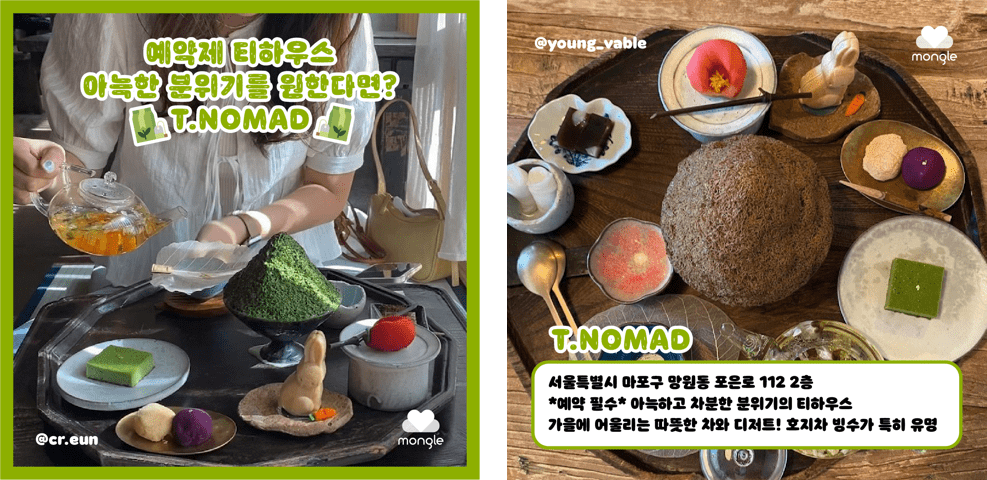 예약제 티하우스
아늑한 분위기를 원한다면?
T.NOMAD
@cr.eun
mongle
@young_vable
mongle
T.NOMAD
서울특별시 마포구 망원동 포은로 112 2층
*예약 필수* 아늑하고 차분한 분위기의 티하우스
가을에 어울리는 따뜻한 차와 디저트! 호지차 빙수가 특히 유명